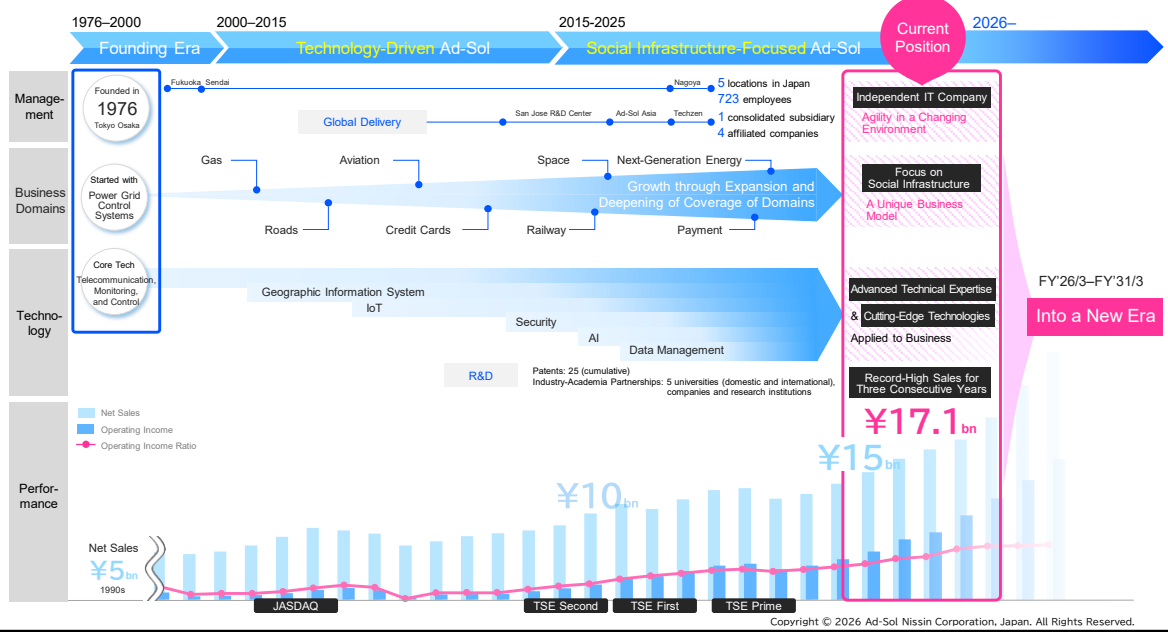 1976–2000
2000–2015
2015-2025
2026–
Founding Era
Technology-Driven Ad-Sol
Social Infrastructure-Focused Ad-Sol
Current
Position
Manage-
ment
Founded in
1976
Tokyo Osaka
Fukuoka
Sendai
Nagoya
5 locations in Japan
723 employees
Global Delivery
San Jose R&D Center
Ad-Sol Asia
Techzen
1 consolidated subsidiary
4 affiliated companies
Independent IT Company
Agility in a Changing
Environment
Business
Domains
Started with
Power Grid
Control
Systems
Gas
Aviation
Space
Next-Generation Energy
Growth through Expansion and
Deepening of Coverage of Domains
Roads
Credit Cards
Railway
Payment
Focus on
Social Infrastructure
A Unique Business
Model
Techno-
logy
Core Tech
Telecommunication,
Monitoring,
and Control
Geographic Information System
IoT
Security
AI
Data Management
R&D
Patents: 25 (cumulative)
Industry-Academia Partnerships: 5 universities (domestic and international),
companies and research institutions
Advanced Technical Expertise
& Cutting-Edge Technologies
Applied to Business
FY'26/3–FY'31/3
Into a New Era
Record-High Sales for
Three Consecutive Years
Perfor-
mance
Net Sales
Operating Income
Operating Income Ratio
¥17.1bn
¥15bn
¥10bn
Net Sales
¥5bn
1990s
JASDAQ
TSE Second
TSE First
TSE Prime
Copyright © 2026 Ad-Sol Nissin Corporation, Japan. All Rights Reserved.